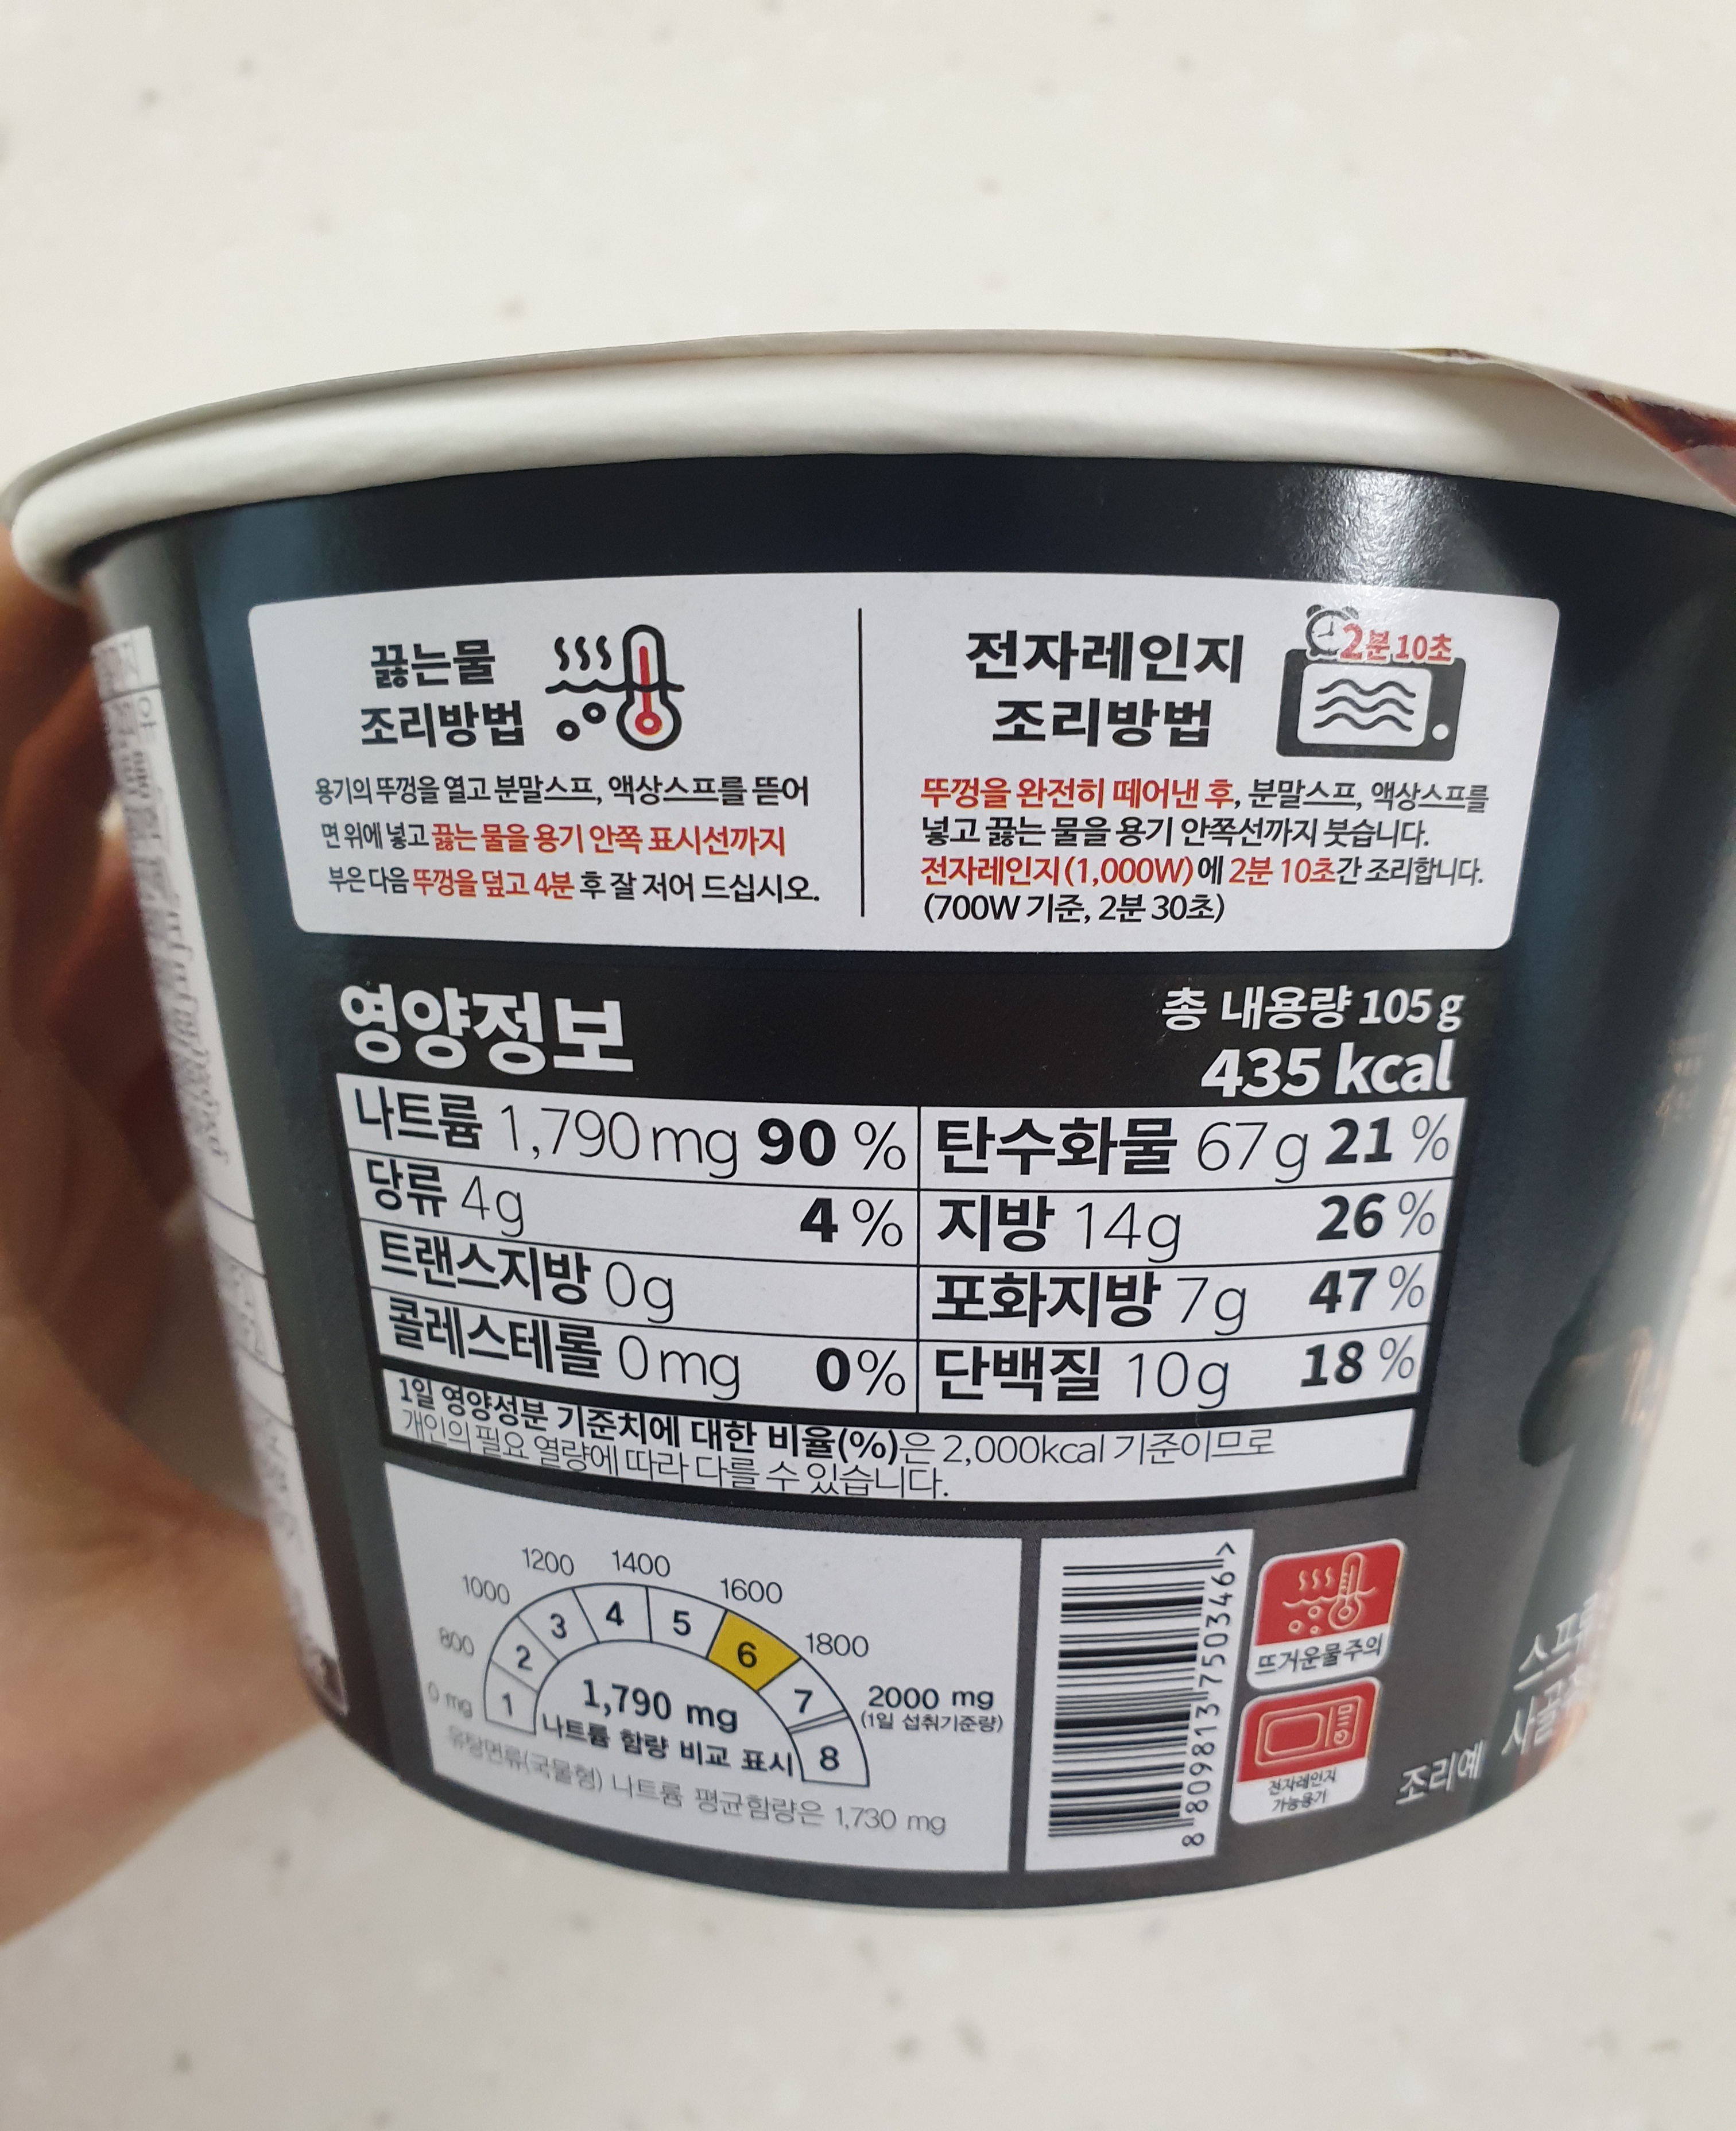 끓는물
조리방법
용기의 뚜껑을 열고 분말스프, 액상스프를 뜯어
면 위에 넣고 끓는 물을 용기 안쪽 표시선까지
부은 다음 뚜껑을 덮고 4분 후 잘 저어 드십시오.
전자레인지
조리방법
2분 10초
뚜껑을 완전히 떼어낸 후, 분말스프, 액상스프를
넣고 끓는 물을 용기 안쪽선까지 붓습니다.
전자레인지(1,000W)에 2분 10초간 조리합니다.
(700W 기준, 2분 30초)
영양정보
총 내용량 105 g
435 kcal
나트륨 1,790 mg 90 %
탄수화물 67 g 21 %
당류 4g 4 %
지방 14g 26 %
트랜스지방 0g
포화지방 7g 47 %
콜레스테롤 0 mg 0%
단백질 10g 18 %
1일 영양성분 기준치에 대한 비율(%)은 2,000kcal 기준이므로
개인의 필요 열량에 따라 다를 수 있습니다.
0 mg 800 1000 1200 1400 1600 1800
2000 mg
(1일 섭취기준량)
1 2 3 4 5 6 7 8
1,790 mg
나트륨 함량 비교 표시
유탕면류(국물형) 나트륨 평균함량은 1,730 mg
8 809813 750346 >
뜨거운물주의
전자레인지
가능용기
조리예